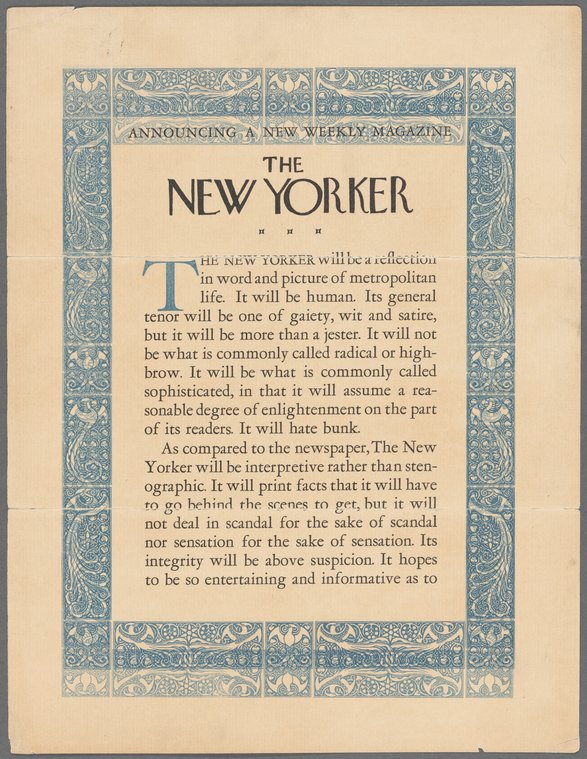 ANNOUNCING A NEW WEEKLY MAGAZINE
THE
NEW YORKER
THE NEW YORKER will be a reflection
in word and picture of metropolitan
life. It will be human. Its general
tenor will be one of gaiety, wit and satire,
but it will be more than a jester. It will not
be what is commonly called radical or high-
brow. It will be what is commonly called
sophisticated, in that it will assume a rea-
sonable degree of enlightenment on the part
of its readers. It will hate bunk.
As compared to the newspaper, The New
Yorker will be interpretive rather than sten-
ographic. It will print facts that it will have
to go behind the scenes to get, but it will
not deal in scandal for the sake of scandal
nor sensation for the sake of sensation. Its
integrity will be above suspicion. It hopes
to be so entertaining and informative as to